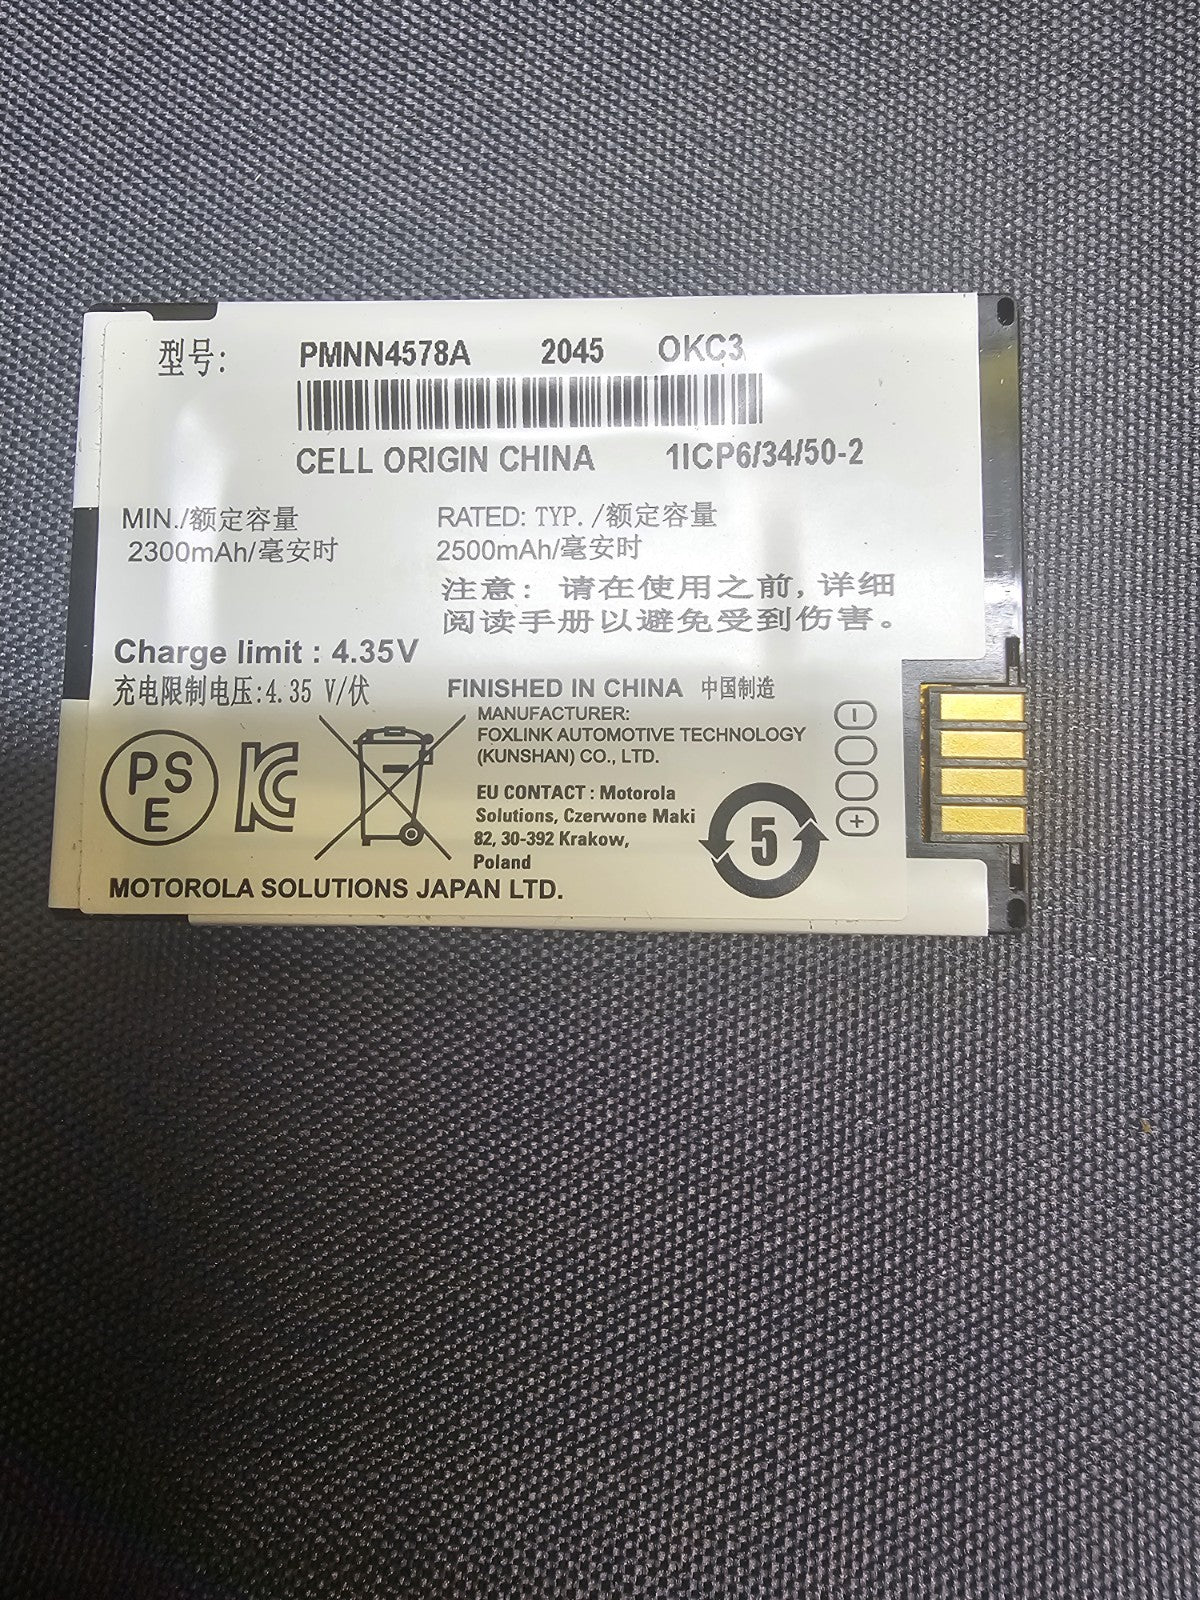 型号: PMNN4578A 2045 OKC3
CELL ORIGIN CHINA 1ICP6/34/50-2
MIN./额定容量 RATED: TYP./额定容量
2300mAh/毫安时 2500mAh/毫安时
注意: 请在使用之前, 详细
阅读手册以避免受到伤害。
Charge limit : 4.35V
充电限制电压:4.35 V/伏
FINISHED IN CHINA 中国制造
MANUFACTURER:
FOXLINK AUTOMOTIVE TECHNOLOGY
(KUNSHAN) CO., LTD.
EU CONTACT : Motorola
Solutions, Czerwone Maki
82, 30-392 Krakow,
Poland
PS
E
KC
5
-
+
MOTOROLA SOLUTIONS JAPAN LTD.